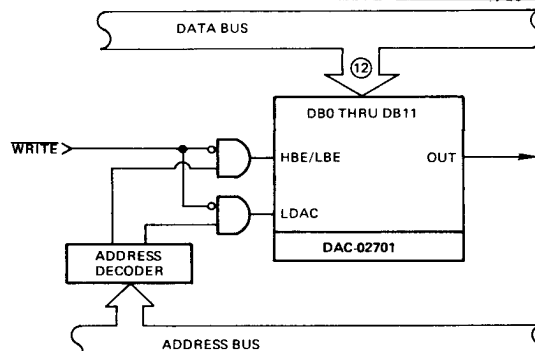 DATA BUS
12
DB0 THRU DB11
WRITE
HBE/LBE
OUT
LDAC
DAC-02701
ADDRESS
DECODER
ADDRESS BUS